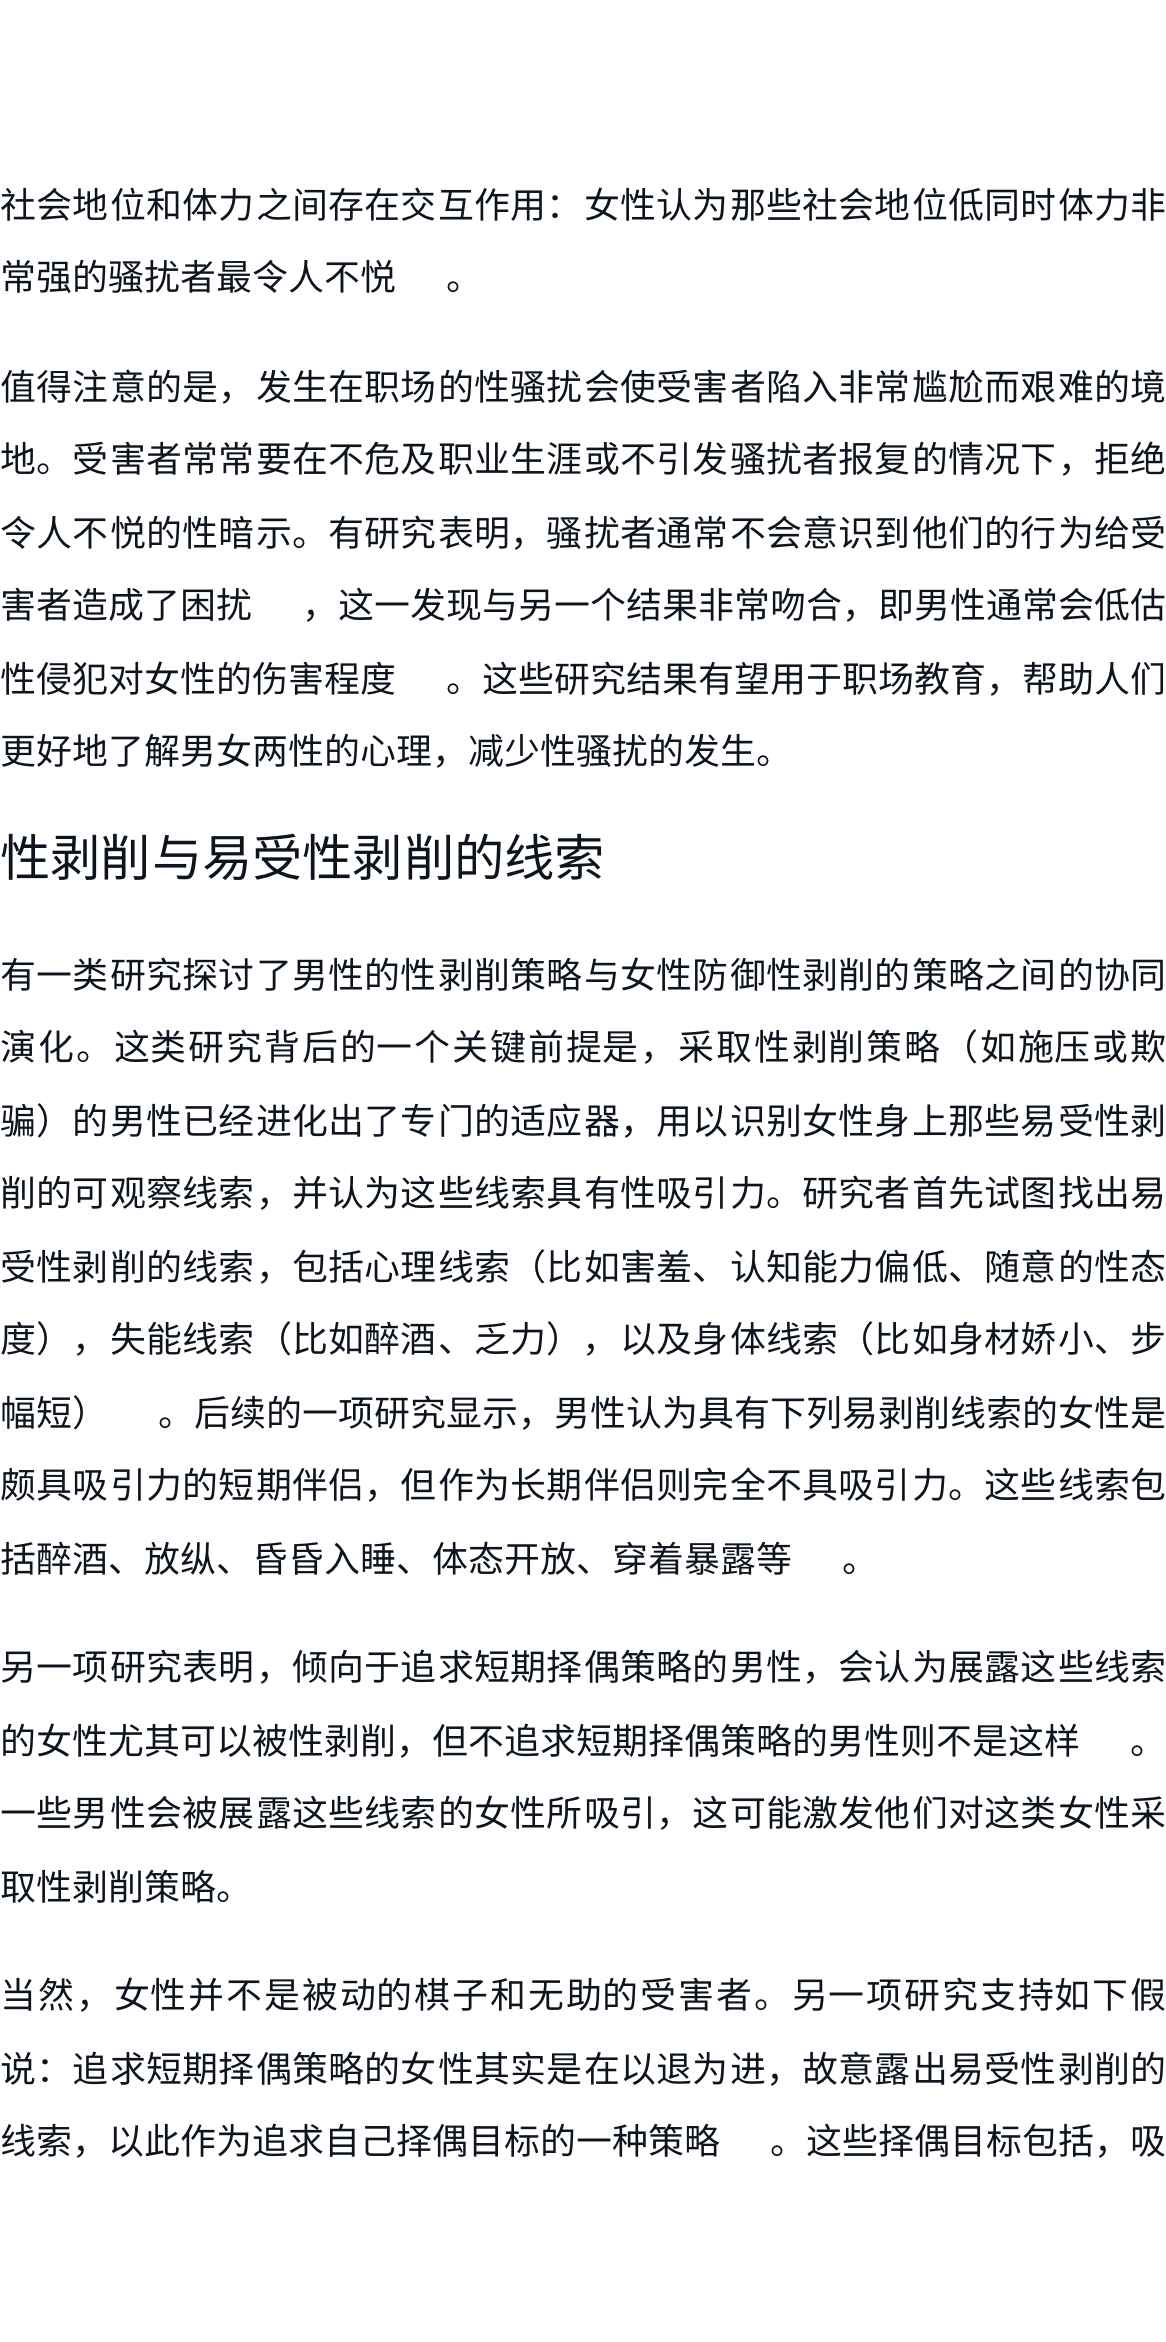 社会地位和体力之间存在交互作用：女性认为那些社会地位低同时体力非
常强的骚扰者最令人不悦 。
值得注意的是，发生在职场的性骚扰会使受害者陷入非常尴尬而艰难的境
地。受害者常常要在不危及职业生涯或不引发骚扰者报复的情况下，拒绝
令人不悦的性暗示。有研究表明，骚扰者通常不会意识到他们的行为给受
害者造成了困扰 ，这一发现与另一个结果非常吻合，即男性通常会低估
性侵犯对女性的伤害程度 。这些研究结果有望用于职场教育，帮助人们
更好地了解男女两性的心理，减少性骚扰的发生。
性剥削与易受性剥削的线索
有一类研究探讨了男性的性剥削策略与女性防御性剥削的策略之间的协同
演化。这类研究背后的一个关键前提是，采取性剥削策略（如施压或欺
骗）的男性已经进化出了专门的适应器，用以识别女性身上那些易受性剥
削的可观察线索，并认为这些线索具有性吸引力。研究者首先试图找出易
受性剥削的线索，包括心理线索（比如害羞、认知能力偏低、随意的性态
度），失能线索（比如醉酒、乏力），以及身体线索（比如身材娇小、步
幅短） 。后续的一项研究显示，男性认为具有下列易剥削线索的女性是
颇具吸引力的短期伴侣，但作为长期伴侣则完全不具吸引力。这些线索包
括醉酒、放纵、昏昏入睡、体态开放、穿着暴露等 。
另一项研究表明，倾向于追求短期择偶策略的男性，会认为展露这些线索
的女性尤其可以被性剥削，但不追求短期择偶策略的男性则不是这样 。
一些男性会被展露这些线索的女性所吸引，这可能激发他们对这类女性采
取性剥削策略。
当然，女性并不是被动的棋子和无助的受害者。另一项研究支持如下假
说：追求短期择偶策略的女性其实是在以退为进，故意露出易受性剥削的
线索，以此作为追求自己择偶目标的一种策略 。这些择偶目标包括，吸